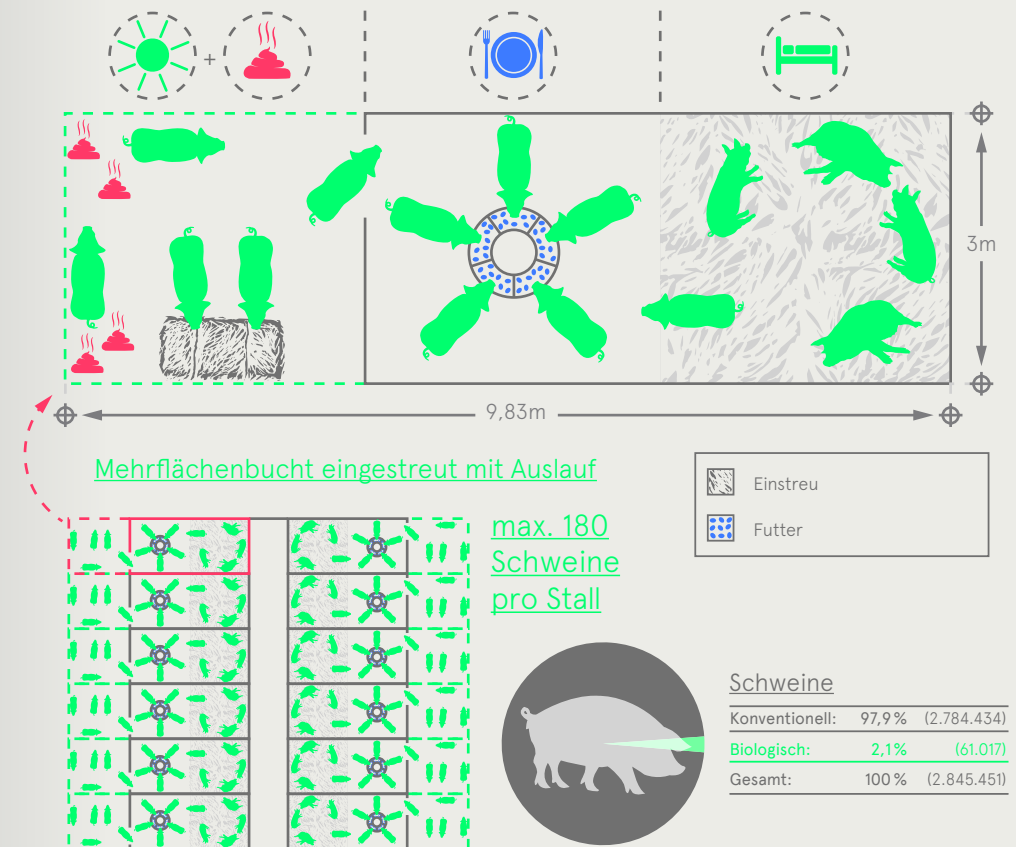 +
3m
9,83m
Mehrflächenbucht eingestreut mit Auslauf
Einstreu
Futter
max. 180
Schweine
pro Stall
Schweine
Konventionell: 97,9 % (2.784.434)
Biologisch: 2,1 % (61.017)
Gesamt: 100 % (2.845.451)